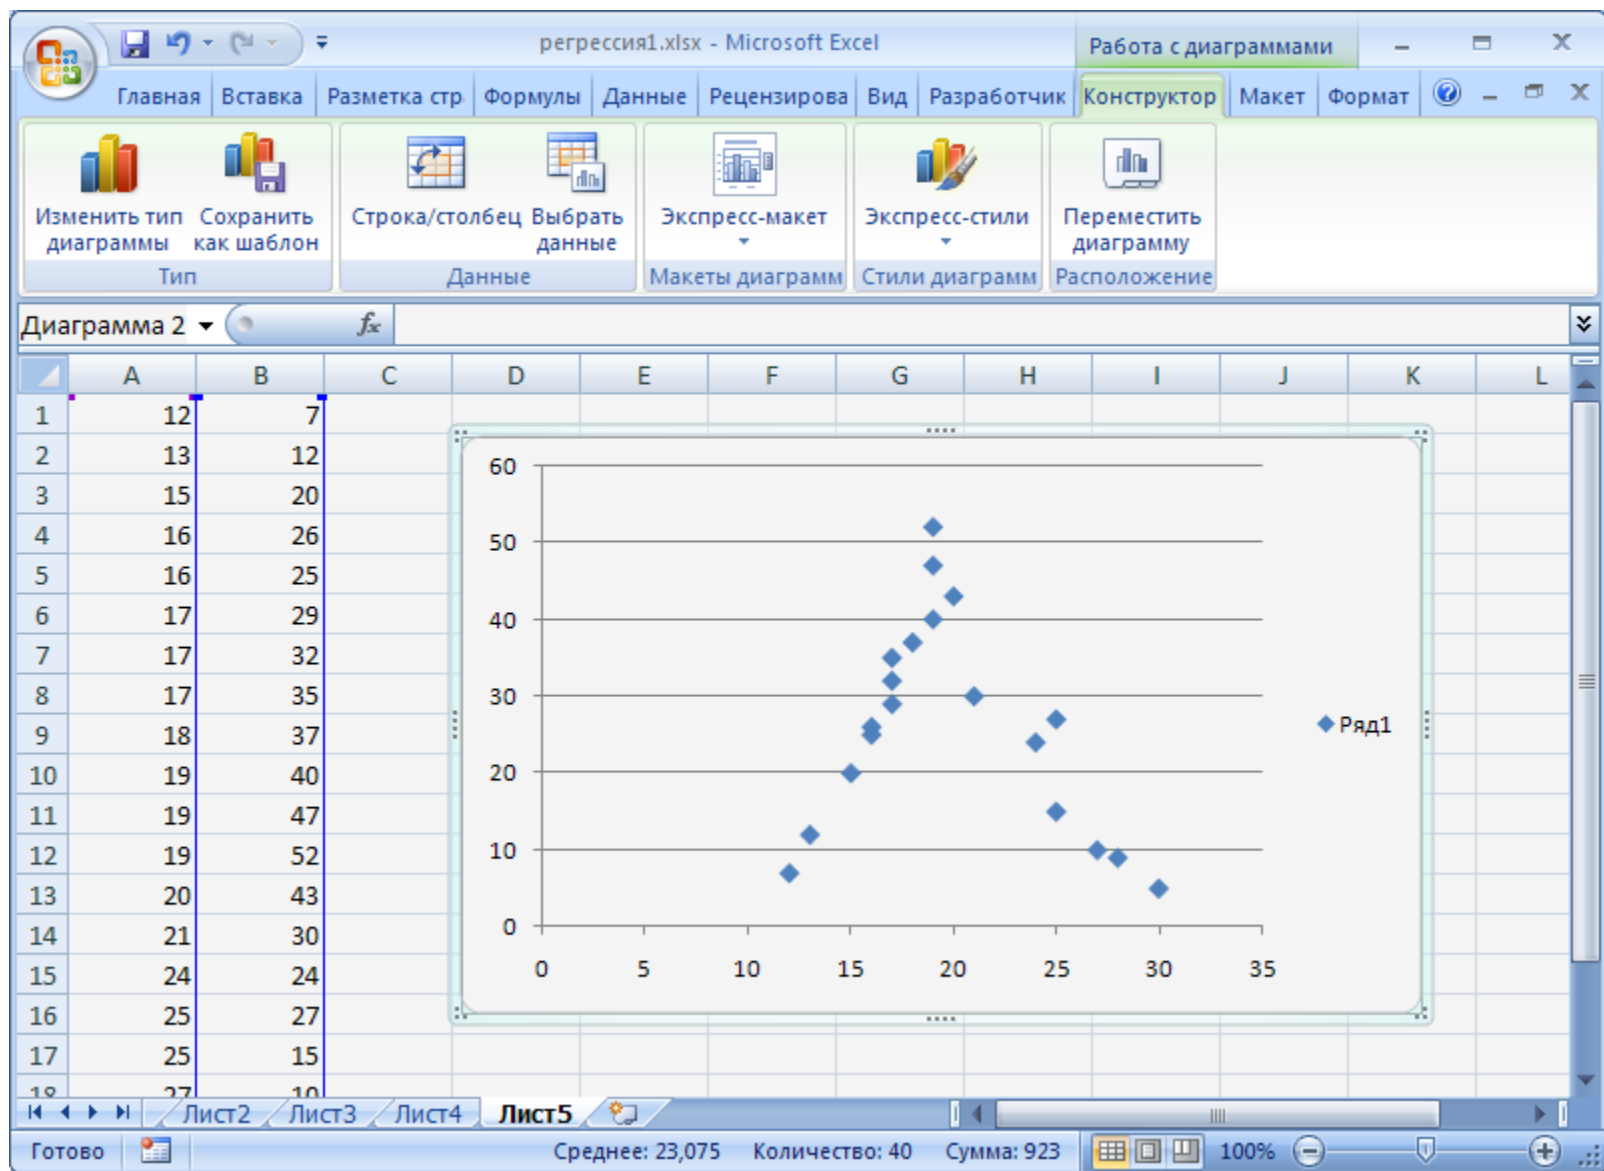 регрессия1.xlsx - Microsoft Excel
Работа с диаграммами
Главная Вставка Разметка стр Формулы Данные Рецензирова Вид Разработчик Конструктор Макет Формат
Изменить тип диаграммы
Сохранить как шаблон
Строка/столбец
Выбрать данные
Экспресс-макет
Экспресс-стили
Переместить диаграмму
Тип Данные Макеты диаграмм Стили диаграмм Расположение
Диаграмма 2 fx
A B C D E F G H I J K L
1 12 7
2 13 12
3 15 20
4 16 26
5 16 25
6 17 29
7 17 32
8 17 35
9 18 37
10 19 40
11 19 47
12 19 52
13 20 43
14 21 30
15 24 24
16 25 27
17 25 15
18 27 10
60
50
40
30
20
10
0
0 5 10 15 20 25 30 35
Ряд1
Лист2 Лист3 Лист4 Лист5
Готово Среднее: 23,075 Количество: 40 Сумма: 923 100%